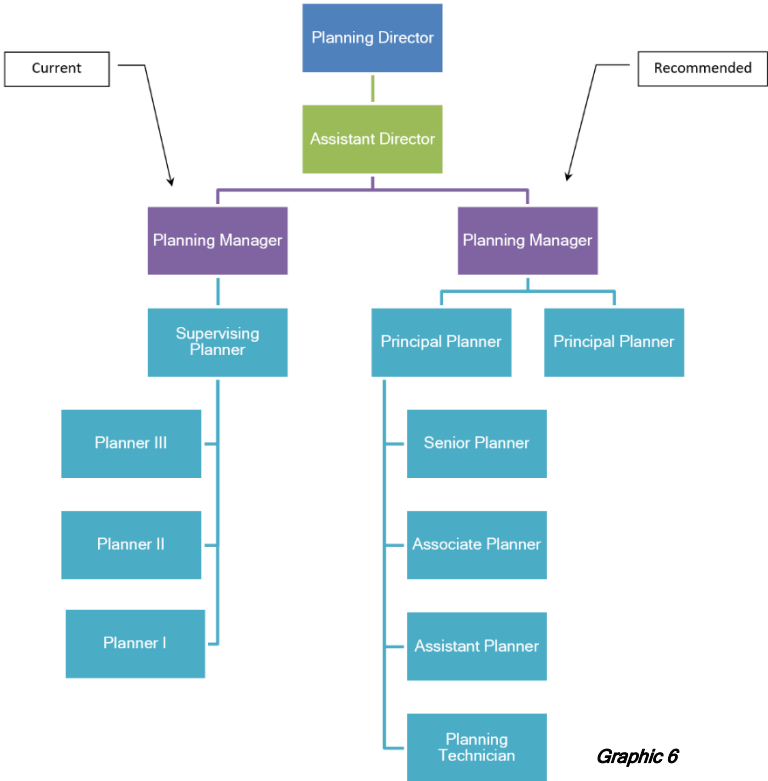 Planning Director
Current
Recommended
Assistant Director
Planning Manager
Planning Manager
Supervising
Planner
Principal Planner
Principal Planner
Planner III
Senior Planner
Planner II
Associate Planner
Planner I
Assistant Planner
Planning
Technician
Graphic 6